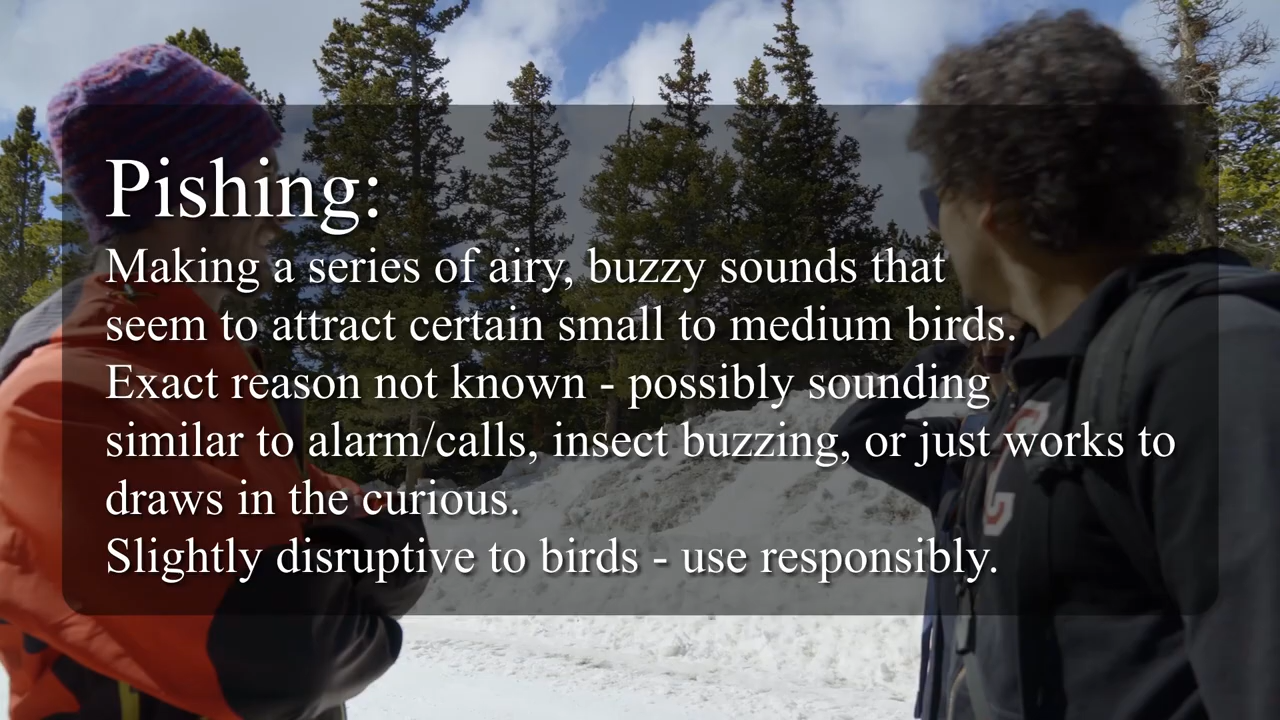 Pishing:
Making a series of airy, buzzy sounds that
seem to attract certain small to medium birds.
Exact reason not known - possibly sounding
similar to alarm/calls, insect buzzing, or just works to
draws in the curious.
Slightly disruptive to birds - use responsibly.